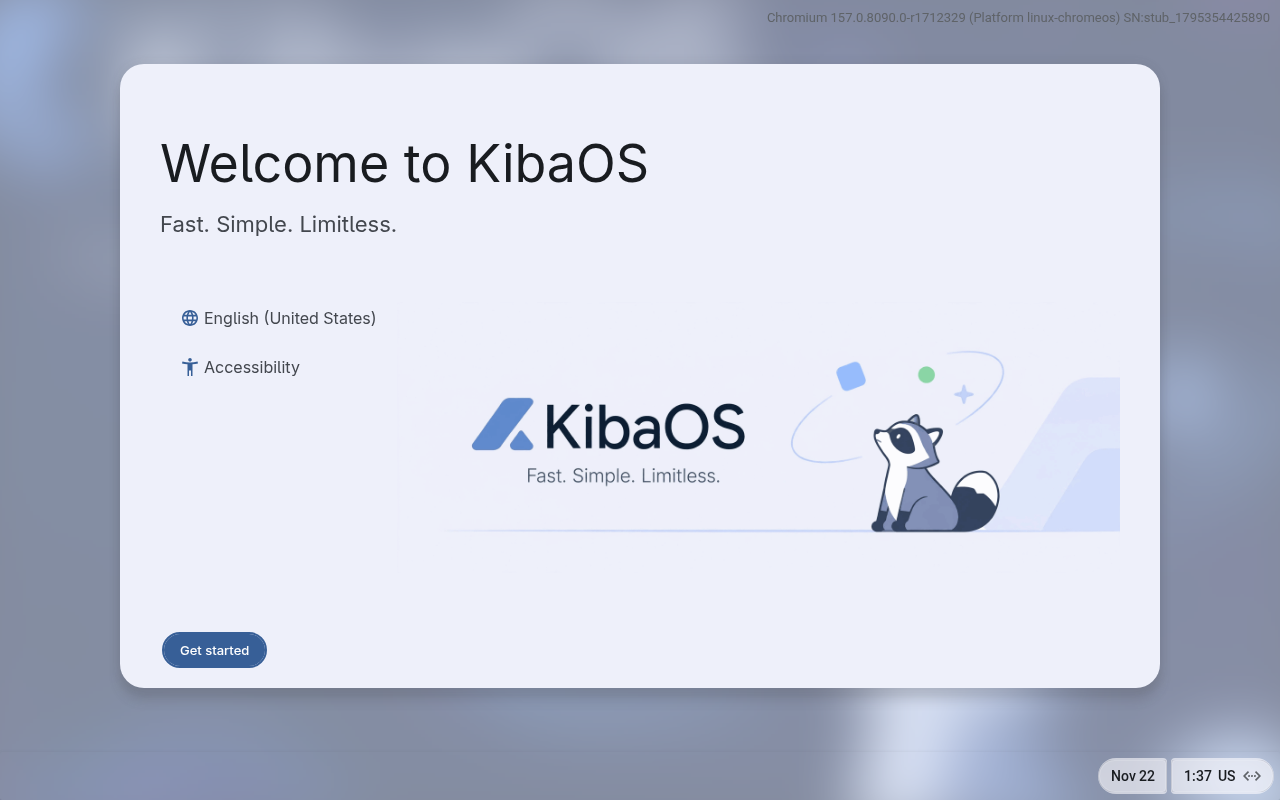 Chromium 157.0.8090.0-r1712329 (Platform linux-chromeos) SN:stub_1795354425890
Welcome to KibaOS
Fast. Simple. Limitless.
English (United States)
Accessibility
KibaOS
Fast. Simple. Limitless.
Get started
Nov 22
1:37 US